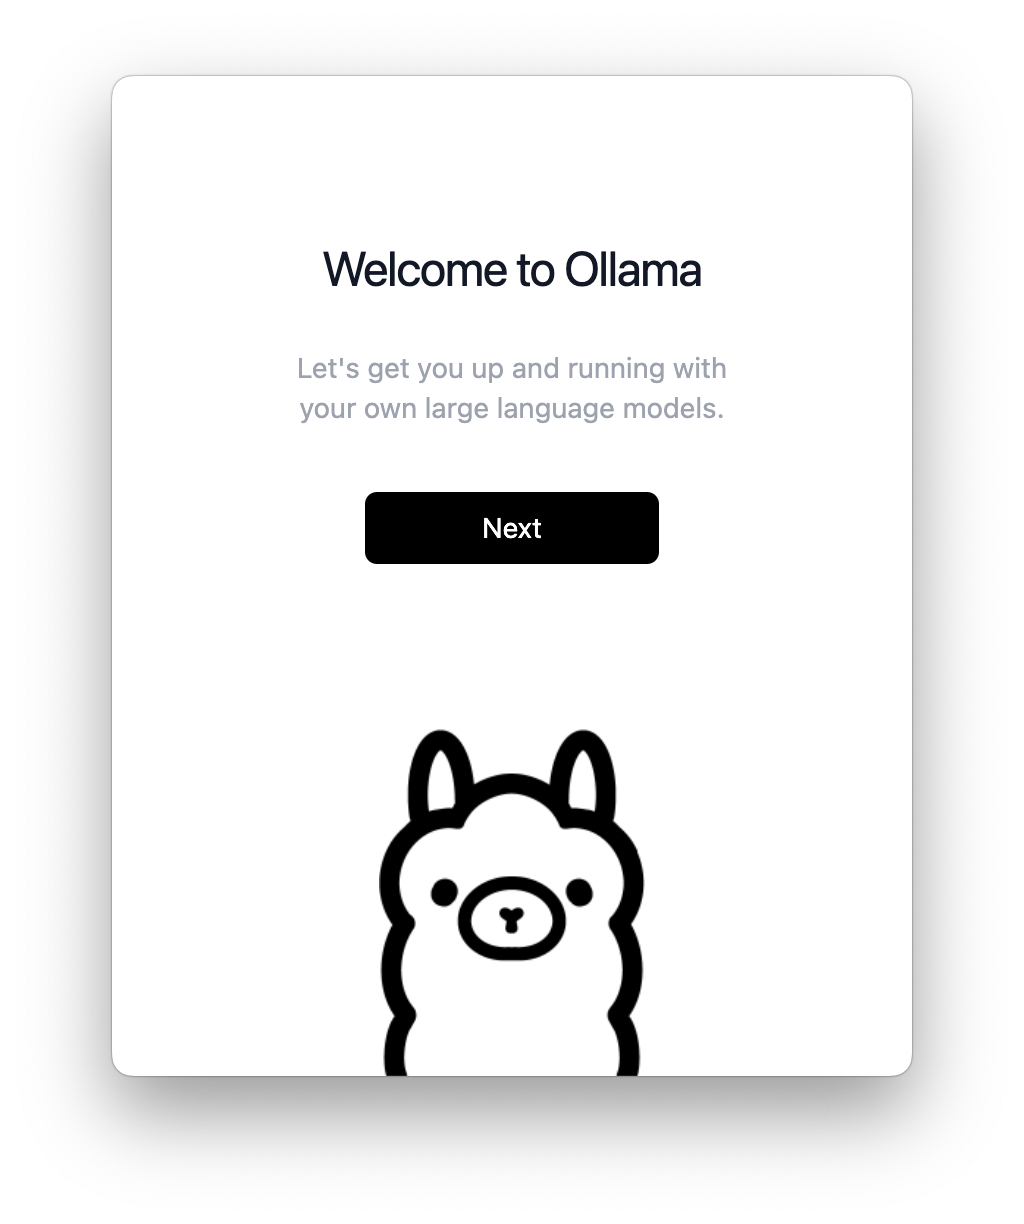 Welcome to Ollama
Let's get you up and running with
your own large language models.
Next